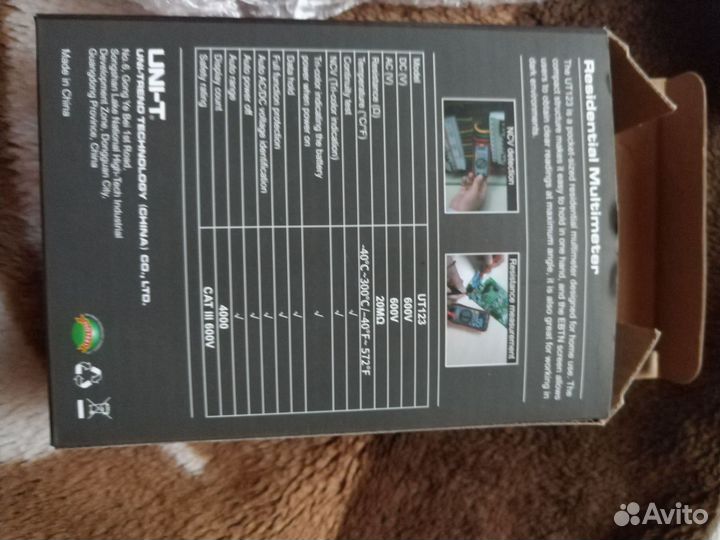 Residential Multimeter
The UT123 is a pocket-sized residential multimeter designed for home use. The
compact structure makes it easy to hold in one hand, and the EBTN screen allows
users to obtain clear readings at maximum angle, it is also great for working in
dark environments.
NCV detection
Resistance measurement
Model UT123
DC (V) 600V
AC (V) 600V
Resistance (Ω) 20MΩ
Temperature (°C/°F) -40°C~300°C/-40°F~572°F
Continuity test ✓
NCV (Tri-color indication) ✓
Tri-color indicating the battery
power when power on ✓
Data hold ✓
Full function protection ✓
Auto AC/DC voltage identification ✓
Auto power off ✓
Auto range ✓
Display count 4000
Safety rating CAT III 600V
UNI-T®
UNI-TREND TECHNOLOGY (CHINA) CO., LTD.
No. 6, Gong Ye Bei 1st Road,
Songshan Lake National High-Tech Industrial
Development Zone, Dongguan City,
Guangdong Province, China
Made in China
Avito